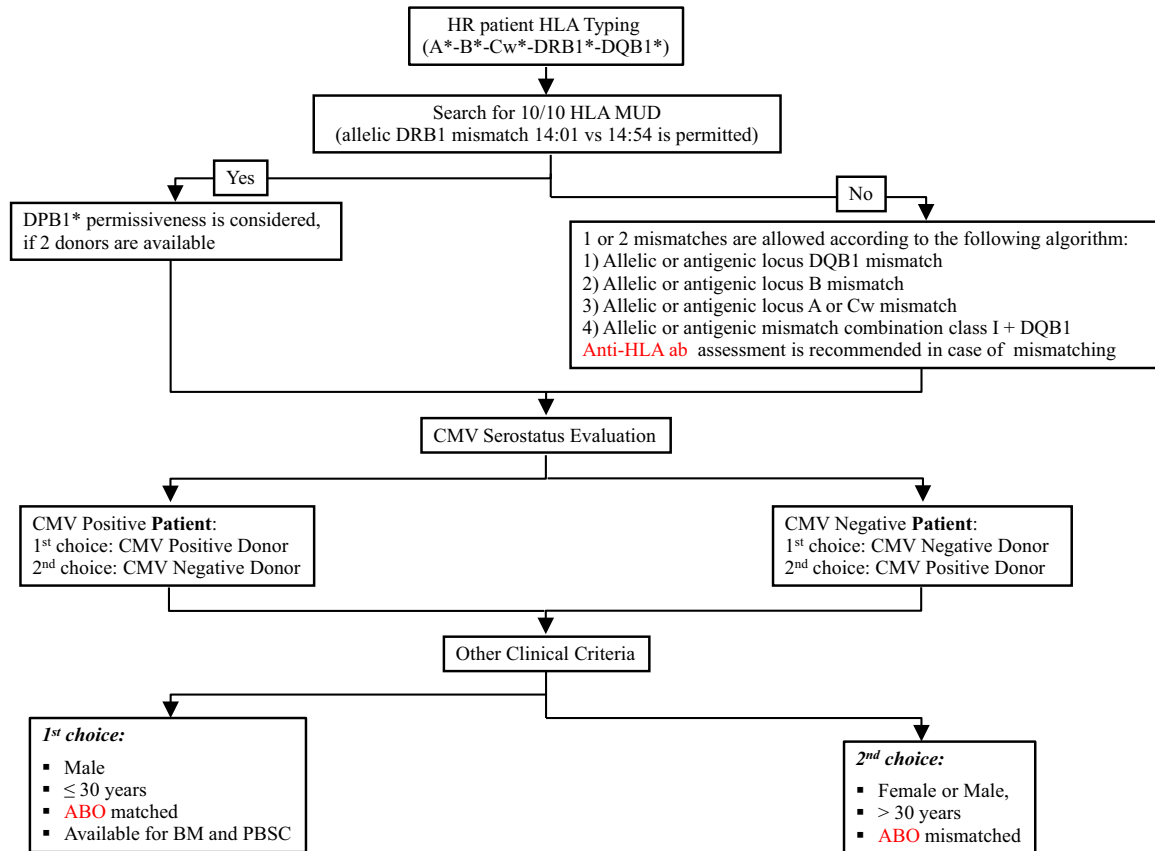 HR patient HLA Typing
(A*-B*-Cw*-DRB1*-DQB1*)
Search for 10/10 HLA MUD
(allelic DRB1 mismatch 14:01 vs 14:54 is permitted)
Yes
No
DPB1* permissiveness is considered,
if 2 donors are available
1 or 2 mismatches are allowed according to the following algorithm:
1) Allelic or antigenic locus DQB1 mismatch
2) Allelic or antigenic locus B mismatch
3) Allelic or antigenic locus A or Cw mismatch
4) Allelic or antigenic mismatch combination class I + DQB1
Anti-HLA ab assessment is recommended in case of mismatching
CMV Serostatus Evaluation
CMV Positive Patient:
1st choice: CMV Positive Donor
2nd choice: CMV Negative Donor
CMV Negative Patient:
1st choice: CMV Negative Donor
2nd choice: CMV Positive Donor
Other Clinical Criteria
1st choice:
▪ Male
▪ ≤ 30 years
▪ ABO matched
▪ Available for BM and PBSC
2nd choice:
▪ Female or Male,
▪ > 30 years
▪ ABO mismatched